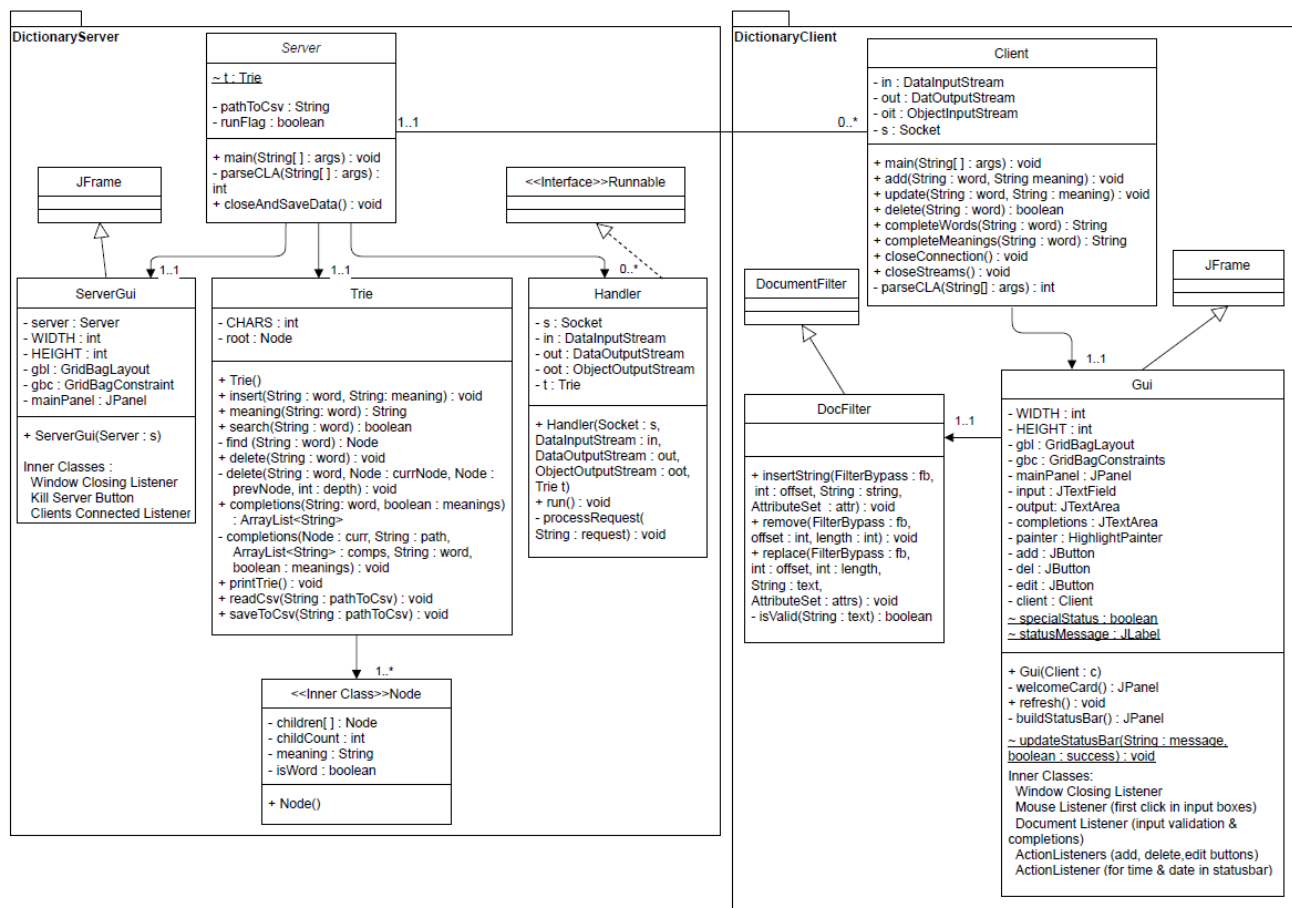 DictionaryServer
Server
~ t : Trie
- pathToCsv : String
- runFlag : boolean
+ main(String[ ] : args) : void
- parseCLA(String[ ] : args) :
int
+ closeAndSaveData() : void
1..1
0..*
JFrame
<<Interface>>Runnable
1..1
1..1
0..*
ServerGui
- server : Server
- WIDTH : int
- HEIGHT : int
- gbl : GridBagLayout
- gbc : GridBagConstraint
- mainPanel : JPanel
+ ServerGui(Server : s)
Inner Classes :
Window Closing Listener
Kill Server Button
Clients Connected Listener
Trie
- CHARS : int
- root : Node
+ Trie()
+ insert(String : word, String: meaning) : void
+ meaning(String: word) : String
+ search(String : word) : boolean
- find (String : word) : Node
+ delete(String : word) : void
- delete(String : word, Node : currNode, Node :
prevNode, int : depth) : void
+ completions(String: word, boolean : meanings)
: ArrayList<String>
- completions(Node : curr, String : path,
ArrayList<String> : comps, String : word,
boolean : meanings) : void
+ printTrie() : void
+ readCsv(String : pathToCsv) : void
+ saveToCsv(String : pathToCsv) : void
Handler
- s : Socket
- in : DataInputStream
- out : DataOutputStream
- oot : ObjectOutputStream
- t : Trie
+ Handler(Socket : s,
DataInputStream : in,
DataOutputStream : out,
ObjectOutputStream : oot,
Trie t)
+ run() : void
- processRequest(
String : request) : void
1..*
<<Inner Class>>Node
- children[ ] : Node
- childCount : int
- meaning : String
- isWord : boolean
+ Node()
DictionaryClient
Client
- in : DataInputStream
- out : DatOutputStream
- oit : ObjectInputStream
- s : Socket
+ main(String[ ] : args) : void
+ add(String : word, String meaning) : void
+ update(String : word, String : meaning) : void
+ delete(String : word) : boolean
+ completeWords(String : word) : String
+ completeMeanings(String : word) : String
+ closeConnection() : void
+ closeStreams() : void
- parseCLA(String[] : args) : int
DocumentFilter
JFrame
1..1
DocFilter
+ insertString(FilterBypass : fb,
int : offset, String : string,
AttributeSet : attr) : void
+ remove(FilterBypass : fb,
offset : int, length : int) : void
+ replace(FilterBypass : fb,
int : offset, int : length,
String : text,
AttributeSet : attrs) : void
- isValid(String : text) : boolean
1..1
Gui
- WIDTH : int
- HEIGHT : int
- gbl : GridBagLayout
- gbc : GridBagConstraints
- mainPanel : JPanel
- input : JTextField
- output: JTextArea
- completions : JTextArea
- painter : HighlightPainter
- add : JButton
- del : JButton
- edit : JButton
- client : Client
~ specialStatus : boolean
~ statusMessage : JLabel
+ Gui(Client : c)
- welcomeCard() : JPanel
+ refresh() : void
- buildStatusBar() : JPanel
~ updateStatusBar(String : message,
boolean : success) : void
Inner Classes:
Window Closing Listener
Mouse Listener (first click in input boxes)
Document Listener (input validation &
completions)
ActionListeners (add, delete,edit buttons)
ActionListener (for time & date in statusbar)